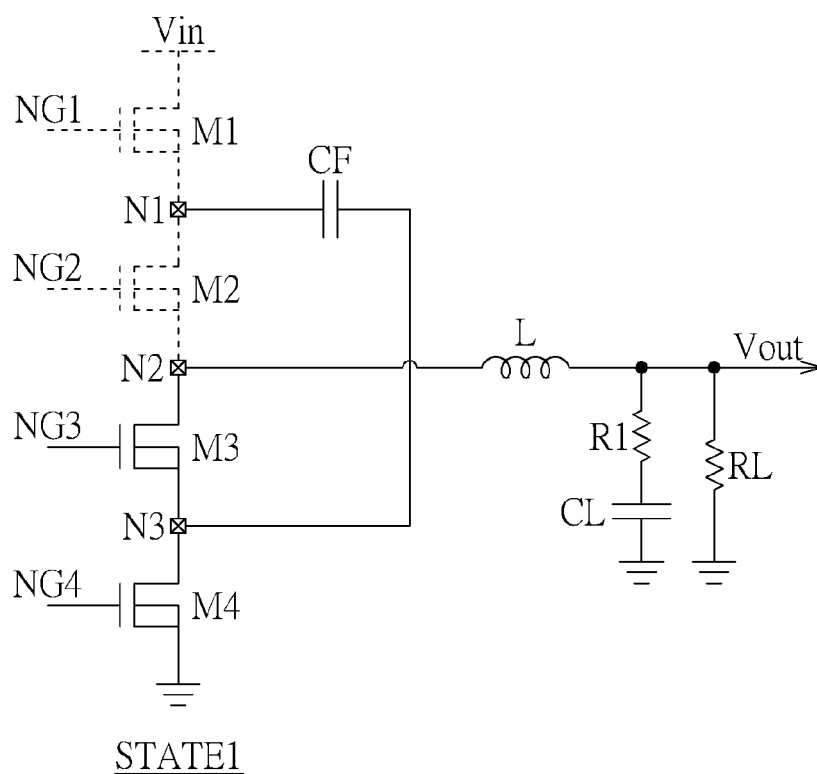 Vin
NG1
M1
CF
N1
NG2
M2
L
Vout
N2
NG3
M3
R1
RL
N3
CL
NG4
M4
STATE1